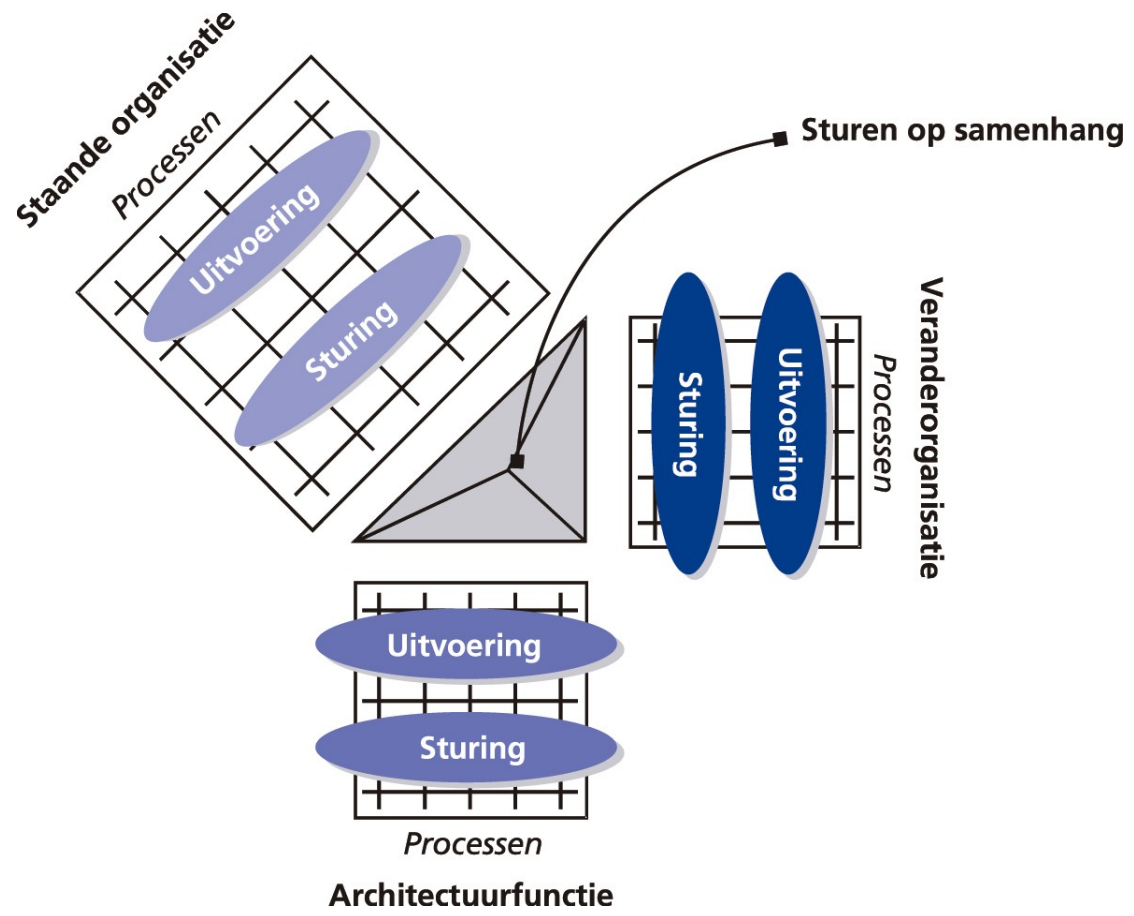 Staande organisatie
Processen
Uitvoering
Sturing
Sturen op samenhang
Sturing
Uitvoering
Processen
Veranderorganisatie
Uitvoering
Sturing
Processen
Architectuurfunctie